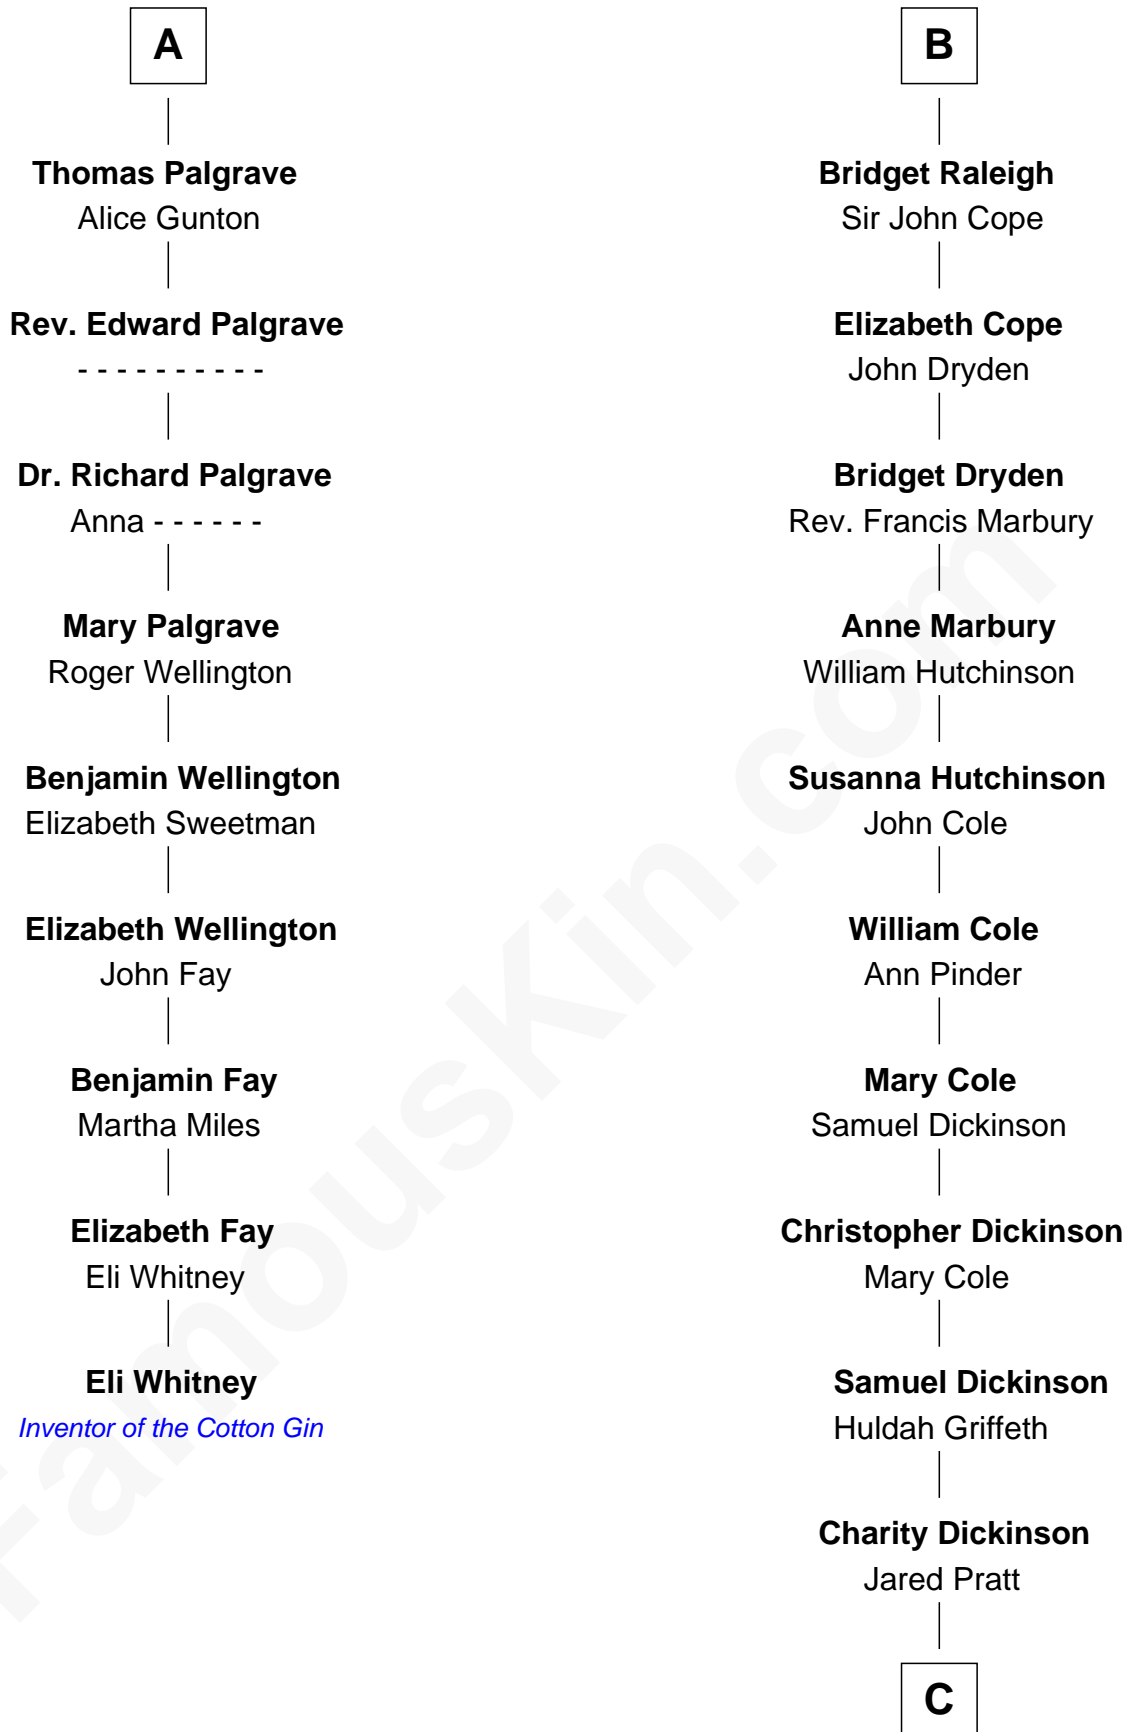 A
Thomas Palgrave
Alice Gunton
Rev. Edward Palgrave
- - - - - - - - - -
Dr. Richard Palgrave
Anna - - - - - -
Mary Palgrave
Roger Wellington
Benjamin Wellington
Elizabeth Sweetman
Elizabeth Wellington
John Fay
Benjamin Fay
Martha Miles
Elizabeth Fay
Eli Whitney
Eli Whitney
Inventor of the Cotton Gin
B
Bridget Raleigh
Sir John Cope
Elizabeth Cope
John Dryden
Bridget Dryden
Rev. Francis Marbury
Anne Marbury
William Hutchinson
Susanna Hutchinson
John Cole
William Cole
Ann Pinder
Mary Cole
Samuel Dickinson
Christopher Dickinson
Mary Cole
Samuel Dickinson
Huldah Griffeth
Charity Dickinson
Jared Pratt
C
FamousKin.com